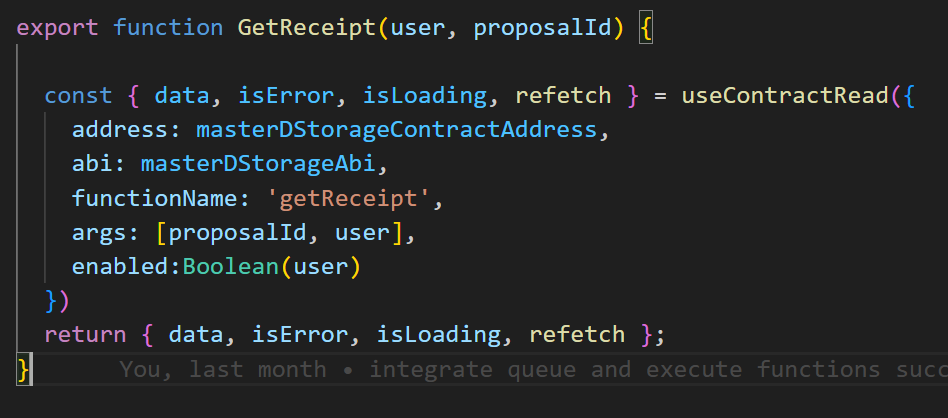 export function GetReceipt(user, proposalId) {
const { data, isError, isLoading, refetch } = useContractRead({
address: masterDStorageContractAddress,
abi: masterDStorageAbi,
functionName: 'getReceipt',
args: [proposalId, user],
enabled:Boolean(user)
})
return { data, isError, isLoading, refetch };
}
You, last month • integrate queue and execute functions succ